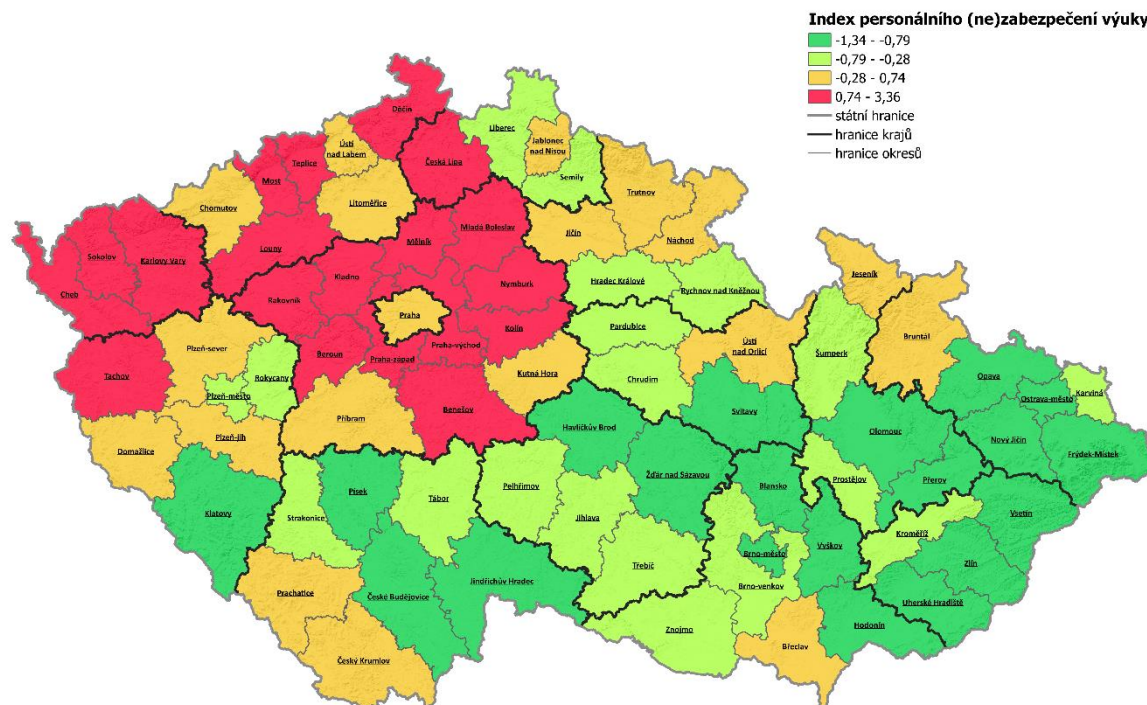 Index personálního (ne)zabezpečení výuky
-1,34 - -0,79
-0,79 - -0,28
-0,28 - 0,74
0,74 - 3,36
státní hranice
hranice krajů
hranice okresů
Děčín
Liberec
Ústí
nad Labem
Jablonec
nad Nisou
Teplice
Česká Lípa
Most
Semily
Trutnov
Chomutov
Litoměřice
Mladá Boleslav
Jičín
Náchod
Mělník
Louny
Sokolov
Karlovy Vary
Kladno
Jeseník
Cheb
Nymburk
Hradec Králové
Rychnov nad Kněžnou
Rakovník
Praha
Kolín
Pardubice
Bruntál
Plzeň-sever
Praha-východ
Ústí
nad Orlicí
Beroun
Praha-západ
Šumperk
Tachov
Rokycany
Kutná Hora
Chrudim
Opava
Plzeň-město
Karviná
Ostrava-město
Benešov
Svitavy
Příbram
Havlíčkův Brod
Olomouc
Nový Jičín
Plzeň-jih
Domažlice
Frýdek-Místek
Žďár nad Sázavou
Přerov
Prostějov
Pelhřimov
Blansko
Písek
Tábor
Klatovy
Vsetín
Strakonice
Jihlava
Kroměříž
Vyškov
Brno-město
Zlín
Třebíč
Jindřichův Hradec
Brno-venkov
Prachatice
České Budějovice
Uherské Hradiště
Hodonín
Znojmo
Břeclav
Český Krumlov